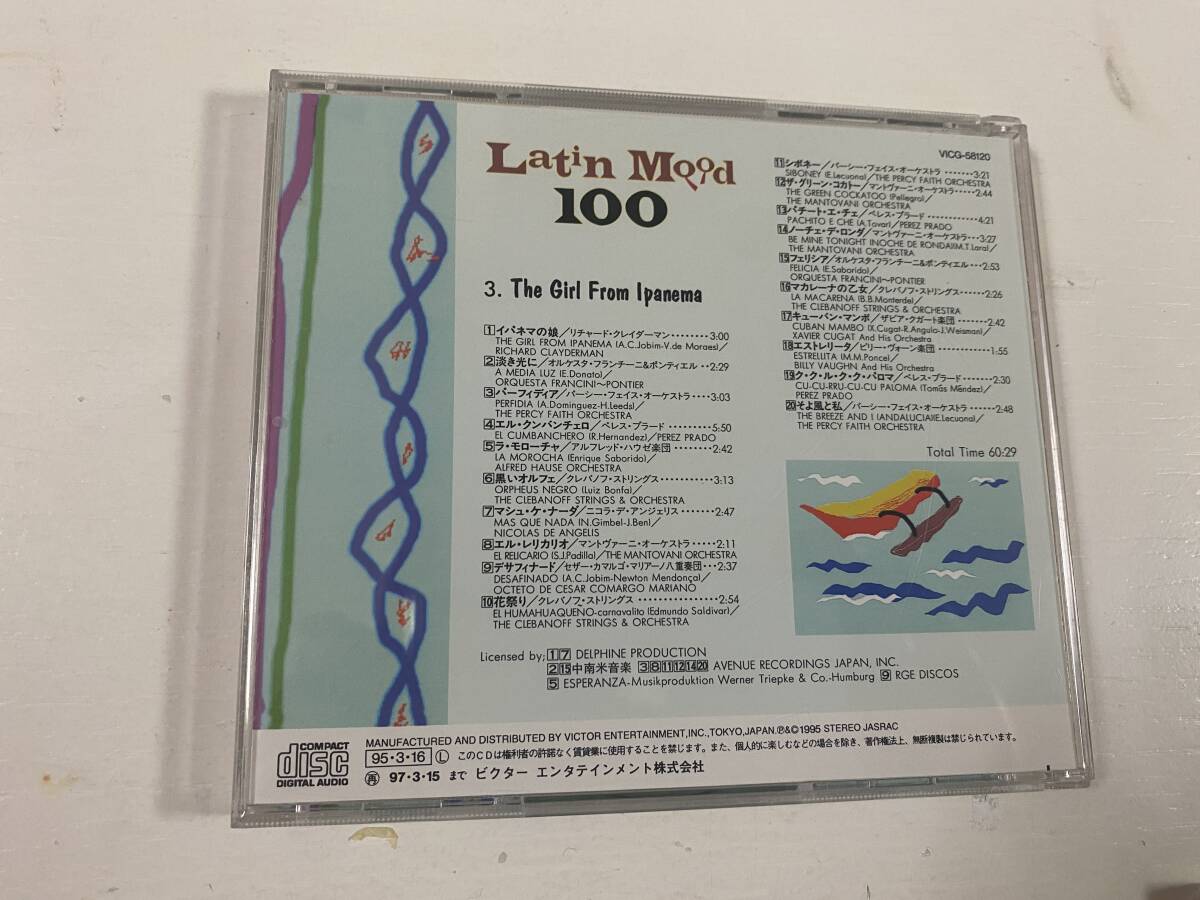 Latin Mood
100
3. The Girl From Ipanema
1 イパネマの娘／リチャード・クレイダーマン………3:00
THE GIRL FROM IPANEMA (A.C.Jobim-V.de Moraes)／
RICHARD CLAYDERMAN
2 淡き光に／オルケスタ・フランチーニ&ポンティエル…2:29
A MEDIA LUZ (E.Donato)／
ORQUESTA FRANCINI〜PONTIER
3 パーフィディア／パーシー・フェイス・オーケストラ……3:03
PERFIDIA (A.Dominguez-H.Leeds)／
THE PERCY FAITH ORCHESTRA
4 エル・クンバンチェロ／ペレス・プラード………5:50
EL CUMBANCHERO (R.Hernandez)／PEREZ PRADO
5 ラ・モローチャ／アルフレッド・ハウゼ楽団………2:42
LA MOROCHA (Enrique Saborido)／
ALFRED HAUSE ORCHESTRA
6 黒いオルフェ／クレバノフ・ストリングス…………3:13
ORPHEUS NEGRO (Luiz Bonfa)／
THE CLEBANOFF STRINGS & ORCHESTRA
7 マシュ・ケ・ナーダ／ニコラ・デ・アンジェリス……2:47
MAS QUE NADA (N.Gimbel-J.Ben)／
NICOLAS DE ANGELIS
8 エル・レリカリオ／マントヴァーニ・オーケストラ……2:11
EL RELICARIO (S.J.Padilla)／THE MANTOVANI ORCHESTRA
9 デサフィナード／セザー・カマルゴ・マリアーノ八重奏団…2:37
DESAFINADO (A.C.Jobim-Newton Mendonça)／
OCTETO DE CESAR COMARGO MARIANO
10 花祭り／クレバノフ・ストリングス………………2:54
EL HUMAHUAQUENO-carnavalito (Edmundo Saldivar)／
THE CLEBANOFF STRINGS & ORCHESTRA
VICG-58120
11 シボネー／パーシー・フェイス・オーケストラ………3:21
SIBONEY (E.Lecuona)／THE PERCY FAITH ORCHESTRA
12 ザ・グリーン・コカトー／マントヴァーニ・オーケストラ……2:44
THE GREEN COCKATOO (Pellegro)／
THE MANTOVANI ORCHESTRA
13 パチート・エ・チェ／ペレス・プラード…………4:21
PACHITO E CHE (A.Tovar)／PEREZ PRADO
14 ノーチェ・デ・ロンダ／マントヴァーニ・オーケストラ…3:27
BE MINE TONIGHT (NOCHE DE RONDA)(M.T.Lara)／
THE MANTOVANI ORCHESTRA
15 フェリシア／オルケスタ・フランチーニ&ポンティエル…2:53
FELICIA (E.Saborido)／
ORQUESTA FRANCINI〜PONTIER
16 マカレーナの乙女／クレバノフ・ストリングス……2:26
LA MACARENA (B.B.Monterde)／
THE CLEBANOFF STRINGS & ORCHESTRA
17 キューバン・マンボ／ザビア・クガート楽団………2:42
CUBAN MAMBO (X.Cugat-R.Angulo-J.Weisman)／
XAVIER CUGAT And His Orchestra
18 エストレリータ／ビリー・ヴォーン楽団…………1:55
ESTRELLITA (M.M.Ponce)／
BILLY VAUGHN And His Orchestra
19 ク・ク・ル・ク・ク・パロマ／ペレス・プラード……2:30
CU-CU-RRU-CU-CU PALOMA (Tomás Méndez)／
PEREZ PRADO
20 そよ風と私／パーシー・フェイス・オーケストラ……2:48
THE BREEZE AND I (ANDALUCIA)(E.Lecuona)／
THE PERCY FAITH ORCHESTRA
Total Time 60:29
Licensed by; 1 7 DELPHINE PRODUCTION
2 15 中南米音楽 3 8 11 12 14 20 AVENUE RECORDINGS JAPAN, INC.
5 ESPERANZA-Musikproduktion Werner Triepke & Co.-Humburg 9 RGE DISCOS
COMPACT
disc
DIGITAL AUDIO
MANUFACTURED AND DISTRIBUTED BY VICTOR ENTERTAINMENT,INC.,TOKYO,JAPAN.℗&©1995 STEREO JASRAC
95・3・16 Ⓛ このCDは権利者の許諾なく賃貸業に使用することを禁じます。また、個人的に楽しむなどの場合を除き、著作権法上、無断複製は禁じられています。
再 97・3・15 まで ビクター エンタテインメント株式会社